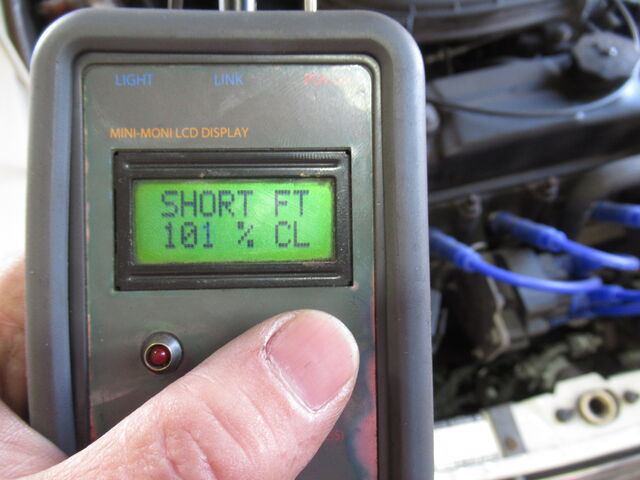 LIGHT LINK
MINI-MONI LCD DISPLAY
SHORT FT
101 % CL